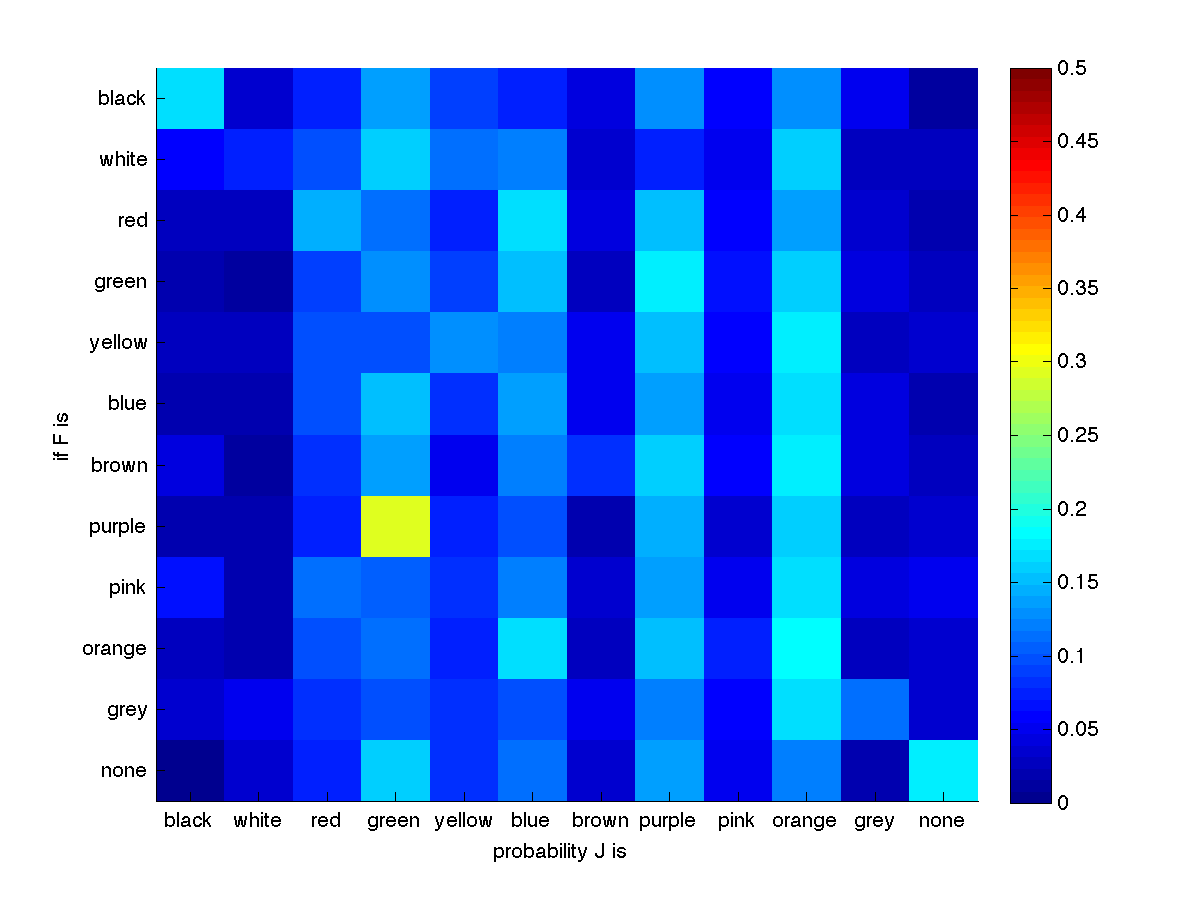 black
white
red
green
yellow
blue
brown
purple
pink
orange
grey
none
if F is
black white red green yellow blue brown purple pink orange grey none
probability J is
0.5
0.45
0.4
0.35
0.3
0.25
0.2
0.15
0.1
0.05
0